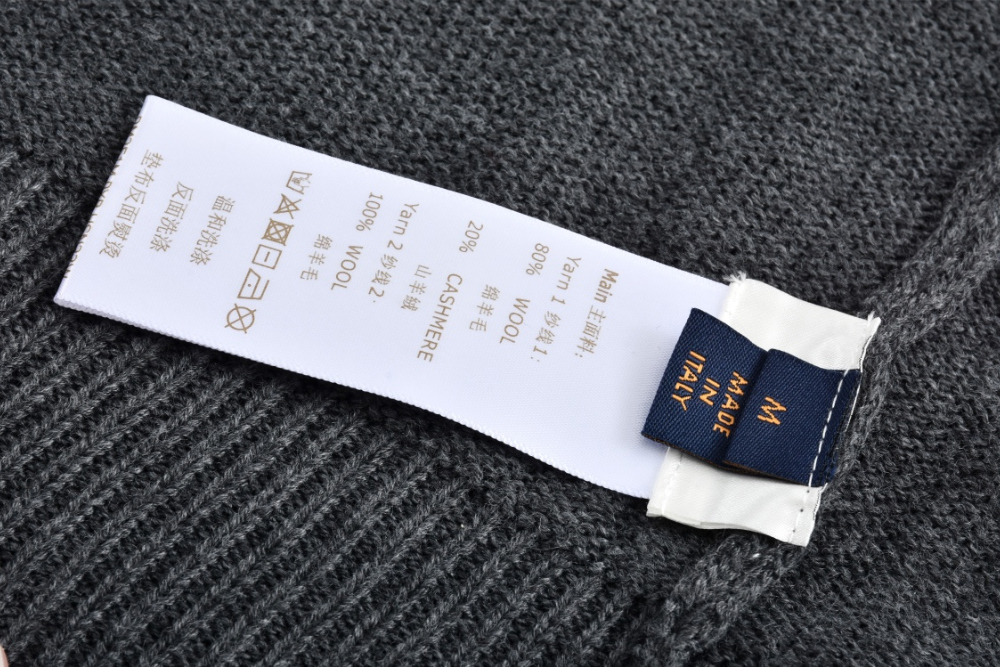 M
MADE
IN
ITALY
Main 主面料:
Yarn 1 纱线 1:
80% WOOL
绵羊毛
20% CASHMERE
山羊绒
Yarn 2 纱线 2:
100% WOOL
绵羊毛
温和洗涤
反面洗涤
垫布反面熨烫